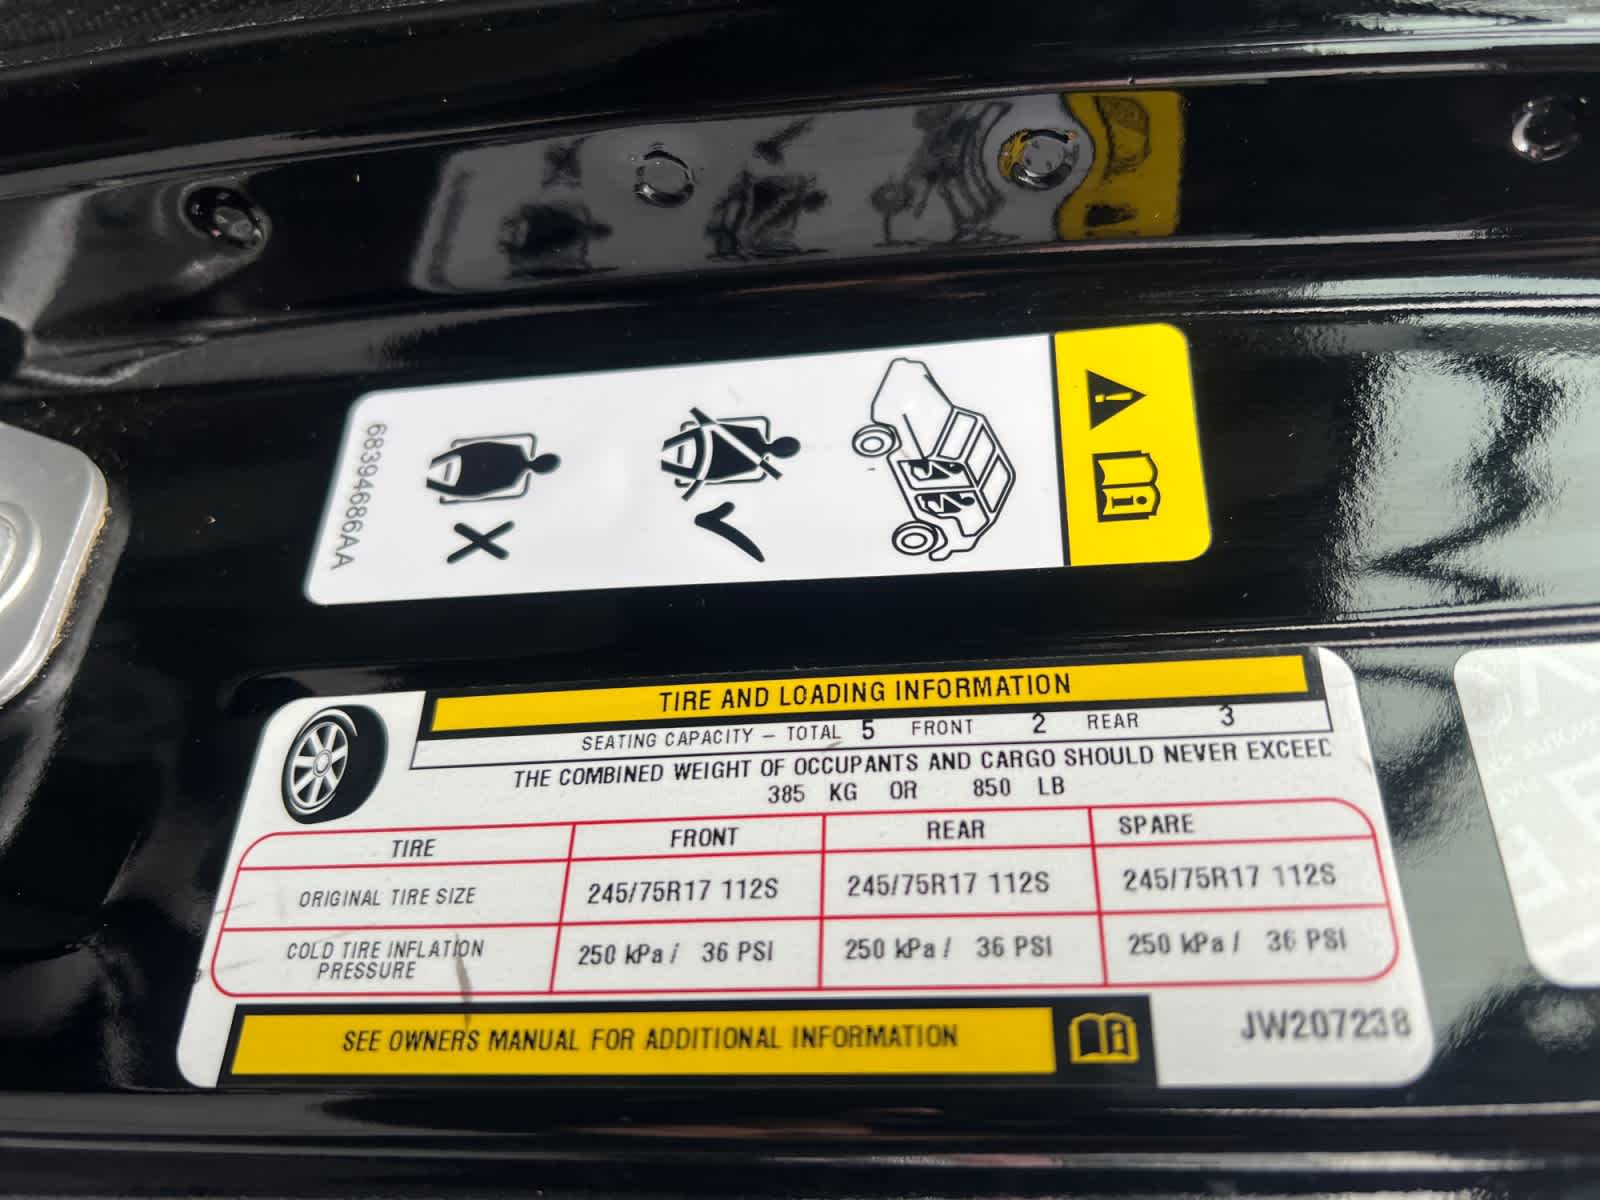 68394686AA
TIRE AND LOADING INFORMATION
SEATING CAPACITY – TOTAL 5 FRONT 2 REAR 3
THE COMBINED WEIGHT OF OCCUPANTS AND CARGO SHOULD NEVER EXCEED
385 KG OR 850 LB
TIRE FRONT REAR SPARE
ORIGINAL TIRE SIZE 245/75R17 112S 245/75R17 112S 245/75R17 112S
COLD TIRE INFLATION
PRESSURE 250 kPa / 36 PSI 250 kPa / 36 PSI 250 kPa / 36 PSI
SEE OWNERS MANUAL FOR ADDITIONAL INFORMATION
JW207238